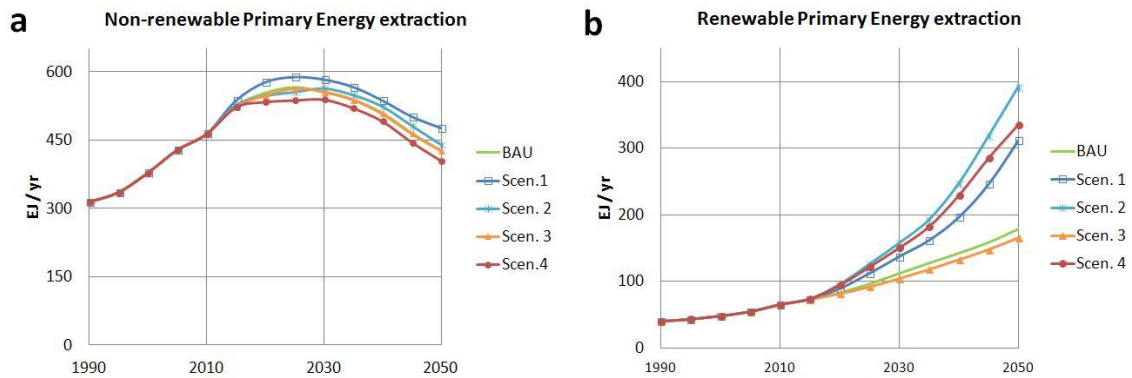 a
Non-renewable Primary Energy extraction
600
450
300
150
0
EJ / yr
1990
2010
2030
2050
BAU
Scen.1
Scen. 2
Scen. 3
Scen.4
b
Renewable Primary Energy extraction
400
300
200
100
0
EJ / yr
1990
2010
2030
2050
BAU
Scen.1
Scen. 2
Scen. 3
Scen.4